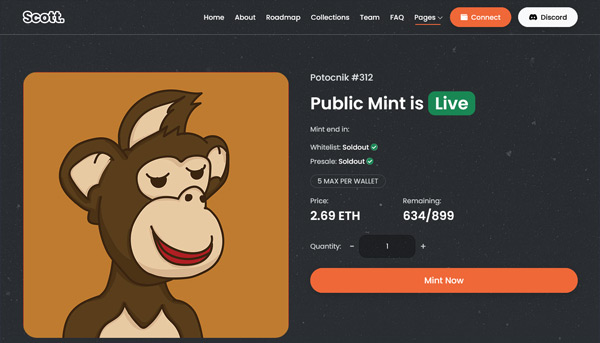 Scott.
Home About Roadmap Collections Team FAQ Pages Connect Discord
Potocnik #312
Public Mint is Live
Mint end in:
Whitelist: Soldout
Presale: Soldout
5 MAX PER WALLET
Price: Remaining:
2.69 ETH 634/899
Quantity: - 1 +
Mint Now